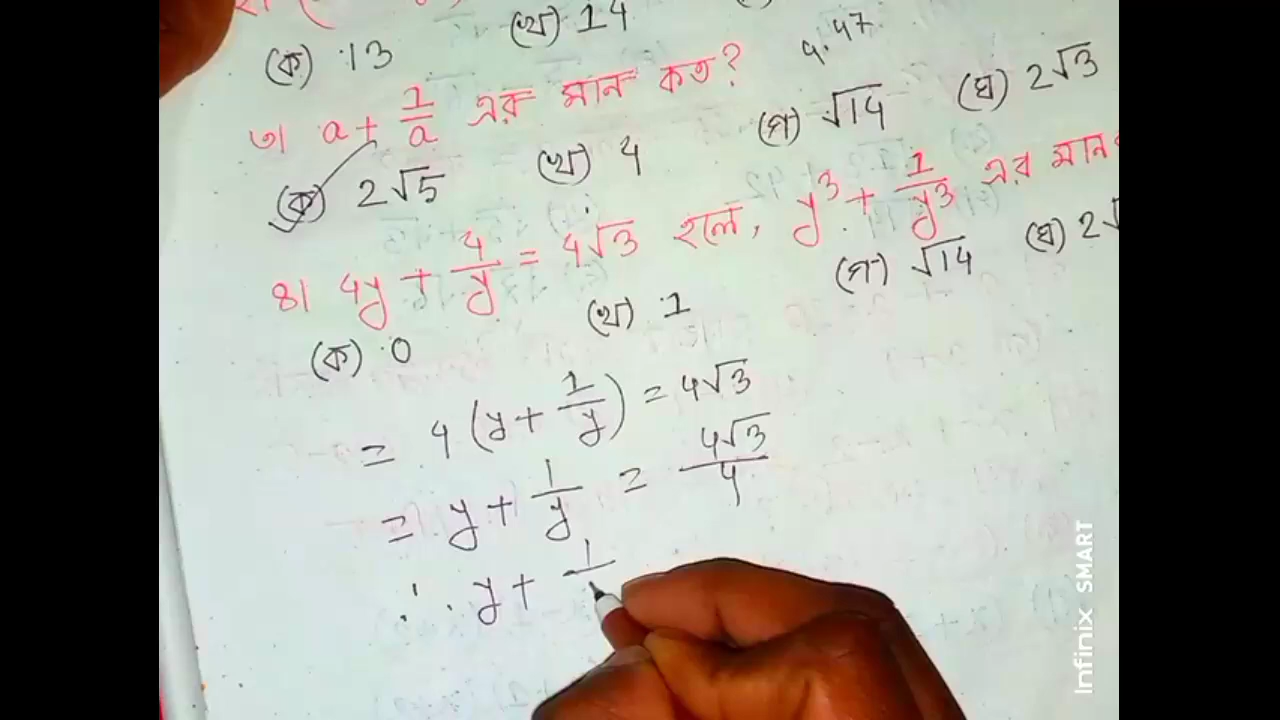 (ক) 13 (খ) 14
9.47
৩। a + 1/a এর মান কত?
(ক) 2√5 (খ) 4 (গ) √14 (ঘ) 2√3
৪। 4y + 4/y = 4√3 হলে, y³ + 1/y³ এর মান
(ক) 0 (খ) 1 (গ) √14 (ঘ) 2√
= 4 (y + 1/y) = 4√3
= y + 1/y = 4√3/4
∴ y + 1/
Infinix SMART